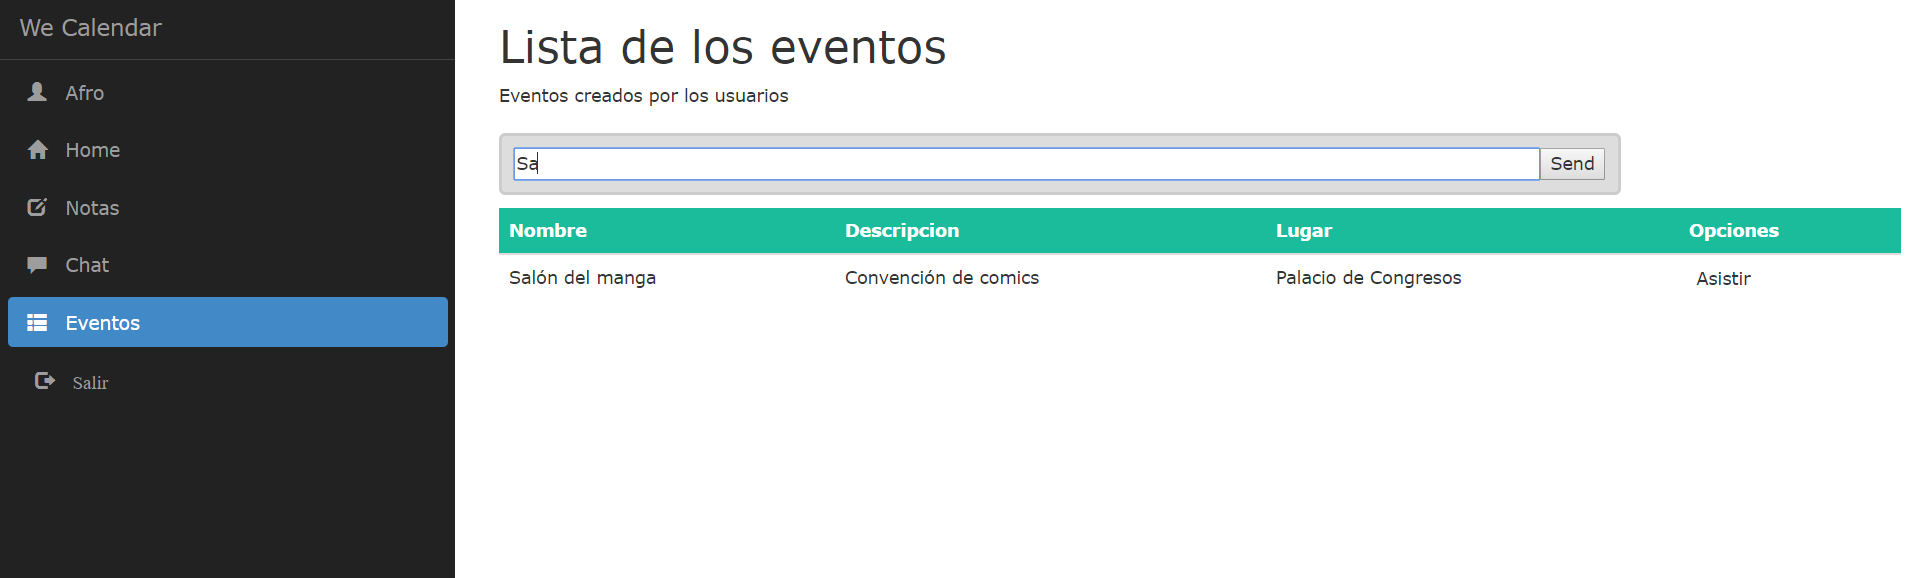 We Calendar
Afro
Home
Notas
Chat
Eventos
Salir
Lista de los eventos
Eventos creados por los usuarios
Sa Send
Nombre Descripcion Lugar Opciones
Salón del manga Convención de comics Palacio de Congresos Asistir